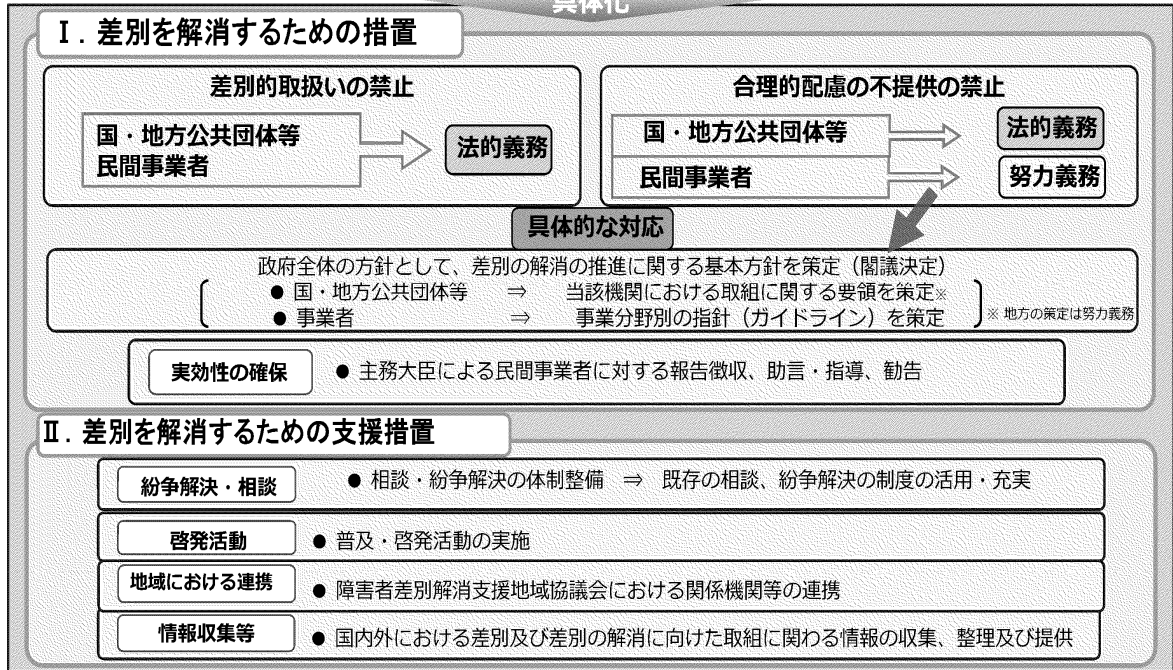 具体化
Ⅰ．差別を解消するための措置
差別的取扱いの禁止
国・地方公共団体等
民間事業者
法的義務
合理的配慮の不提供の禁止
国・地方公共団体等
法的義務
民間事業者
努力義務
具体的な対応
政府全体の方針として、差別の解消の推進に関する基本方針を策定（閣議決定）
● 国・地方公共団体等 ⇒ 当該機関における取組に関する要領を策定※
● 事業者 ⇒ 事業分野別の指針（ガイドライン）を策定
※ 地方の策定は努力義務
実効性の確保 ● 主務大臣による民間事業者に対する報告徴収、助言・指導、勧告
Ⅱ．差別を解消するための支援措置
紛争解決・相談 ● 相談・紛争解決の体制整備 ⇒ 既存の相談、紛争解決の制度の活用・充実
啓発活動 ● 普及・啓発活動の実施
地域における連携 ● 障害者差別解消支援地域協議会における関係機関等の連携
情報収集等 ● 国内外における差別及び差別の解消に向けた取組に関わる情報の収集、整理及び提供